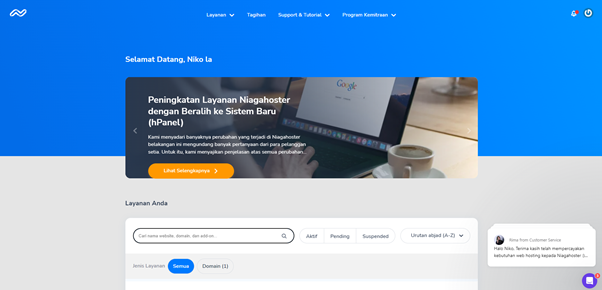 Layanan Tagihan Support & Tutorial Program Kemitraan
Selamat Datang, Niko Ia
Google
Peningkatan Layanan Niagahoster
dengan Beralih ke Sistem Baru
(hPanel)
Kami menyadari banyaknya perubahan yang terjadi di Niagahoster
belakangan ini mengundang banyak pertanyaan dari para pelanggan
setia. Untuk itu, kami menyajikan penjelasan atas semua perubahan
Lihat Selengkapnya
Layanan Anda
Cari nama website, domain, dan add-on...
Aktif Pending Suspended Urutan abjad (A-Z)
Jenis Layanan Semua Domain (1)
from Customer Service
Halo Niko, Terima kasih telah mempercayakan
kebutuhan web hosting kepada Niagahoster :)...